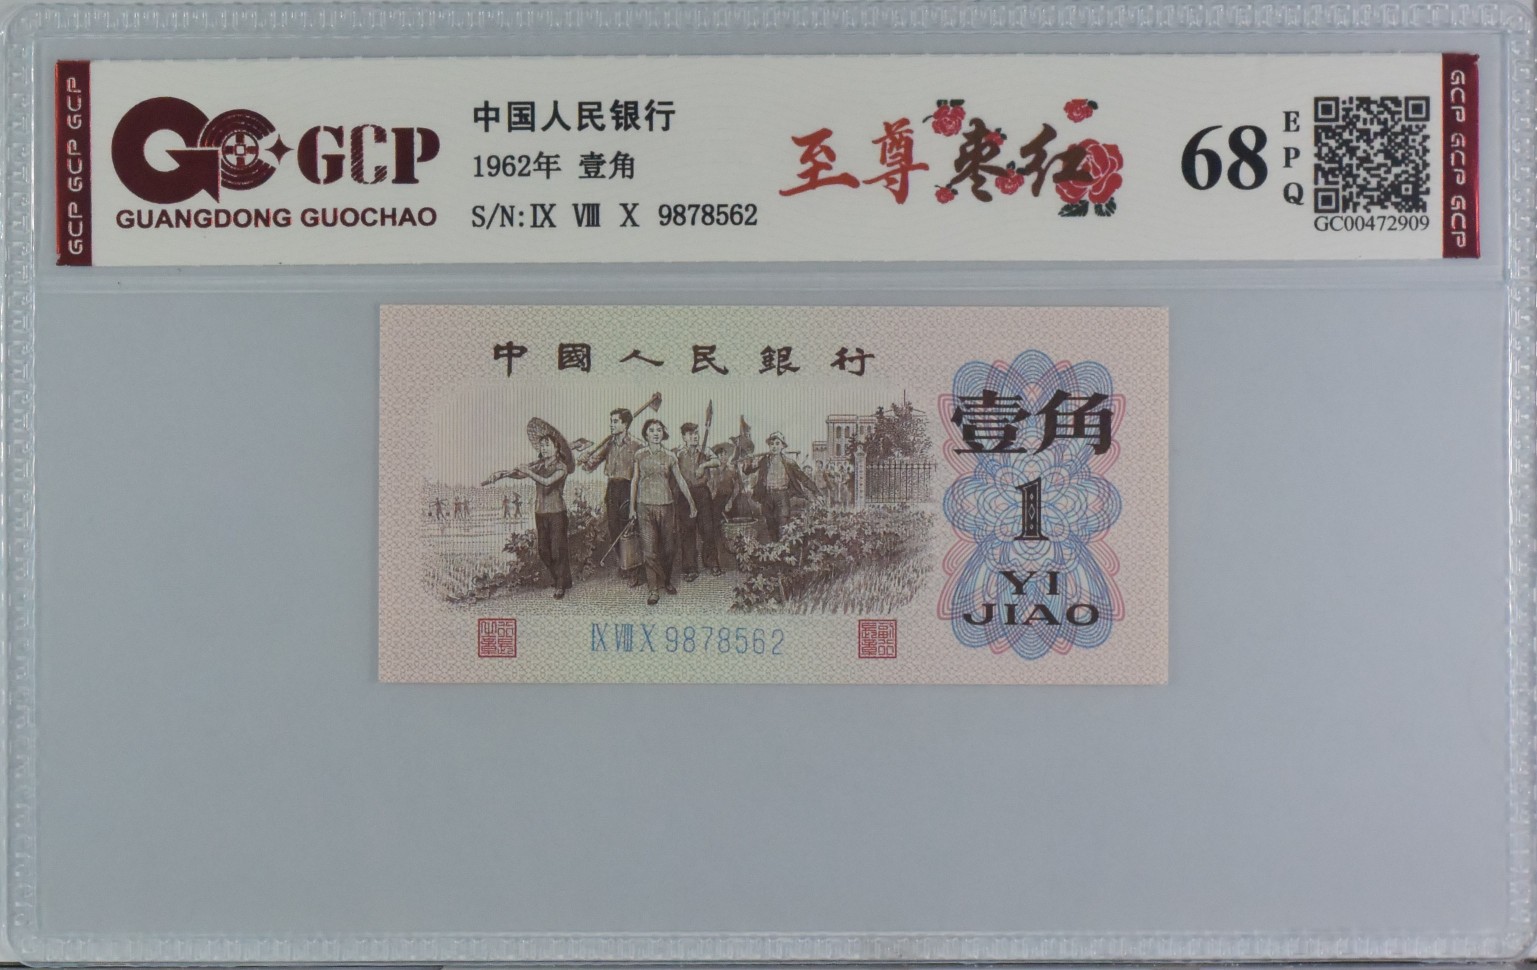 GCP GCP GCP
GCP
GUANGDONG GUOCHAO
中国人民银行
1962年 壹角
S/N: IX VIII X 9878562
至尊枣红
68
EPQ
GC00472909
GCP GCP GCP
中國人民銀行
壹角
1
YI
JIAO
IX VIII X 9878562